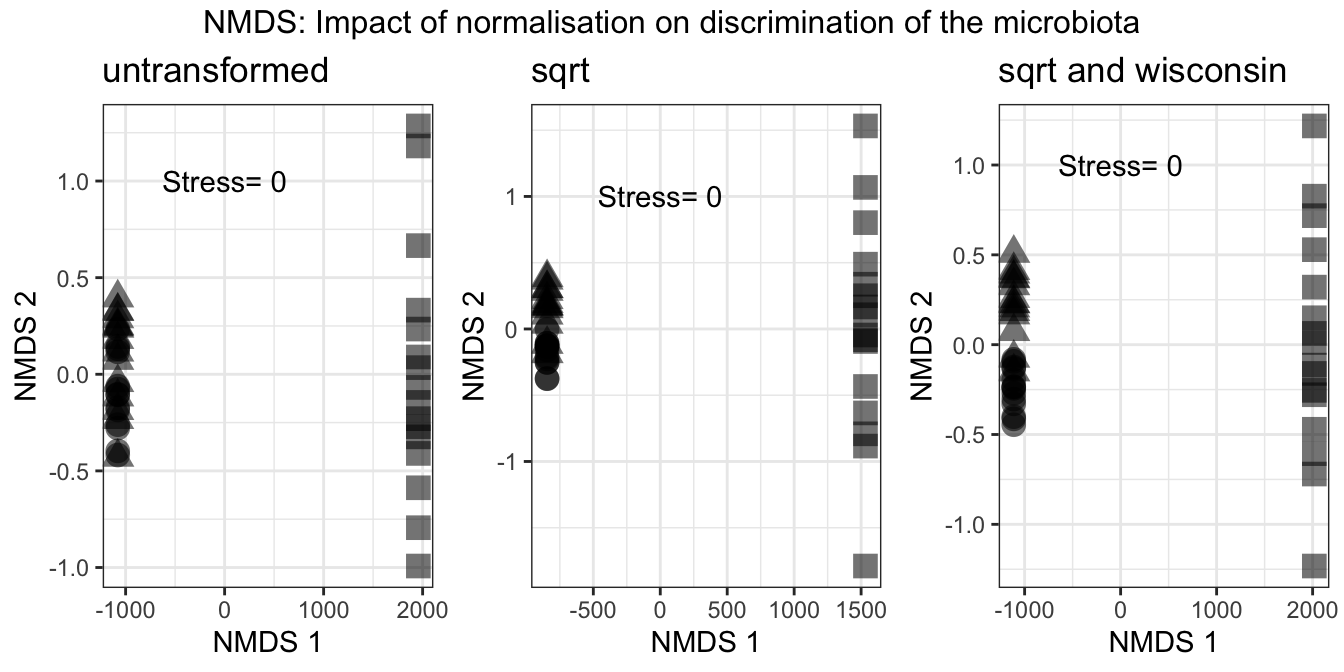 NMDS: Impact of normalisation on discrimination of the microbiota
untransformed
sqrt
sqrt and wisconsin
NMDS 2
1.0
0.5
0.0
-0.5
-1.0
Stress= 0
-1000 0 1000 2000
NMDS 1
NMDS 2
1
0
-1
Stress= 0
-500 0 500 1000 1500
NMDS 1
NMDS 2
1.0
0.5
0.0
-0.5
-1.0
Stress= 0
-1000 0 1000 2000
NMDS 1